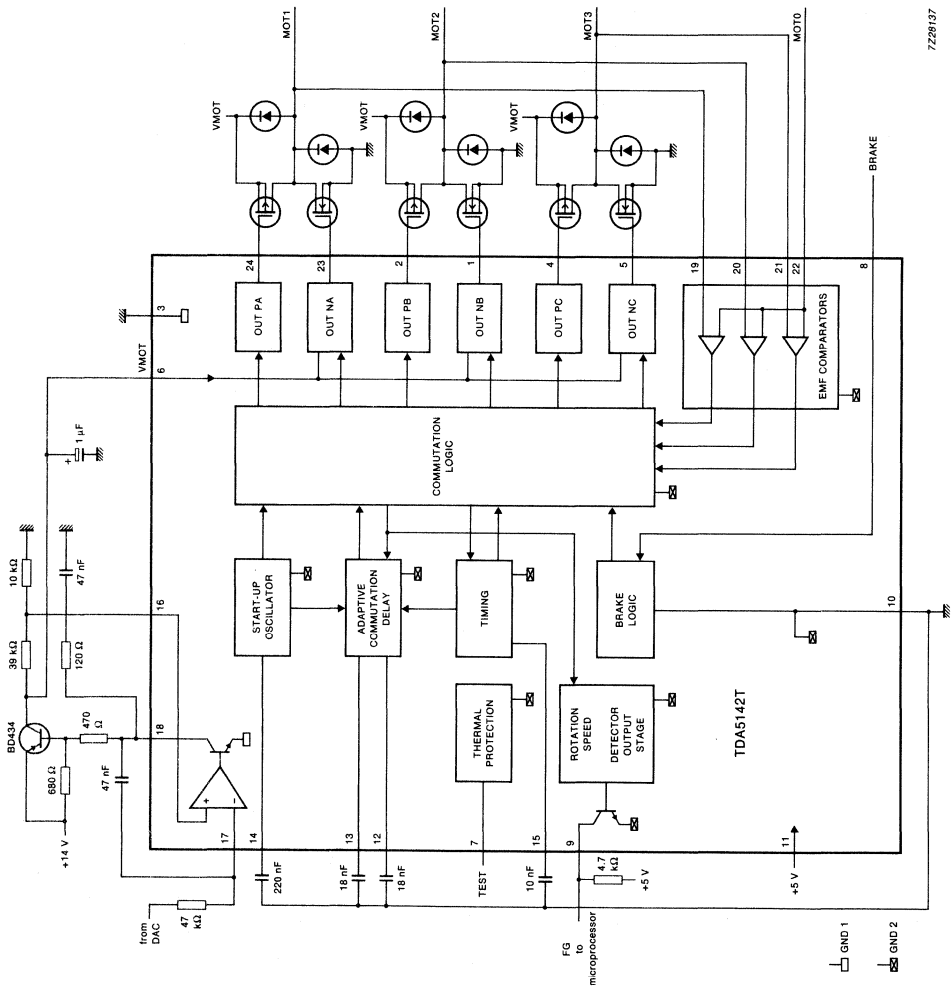 7Z28137
MOT1
MOT2
MOT3
MOT0
VMOT
VMOT
VMOT
BRAKE
24
23
2
1
4
5
19
20
21
22
8
3
VMOT
6
OUT PA
OUT NA
OUT PB
OUT NB
OUT PC
OUT NC
EMF COMPARATORS
+
1 µF
COMMUTATION
LOGIC
10 kΩ
47 nF
16
39 kΩ
120 Ω
START-UP
OSCILLATOR
ADAPTIVE
COMMUTATION
DELAY
TIMING
BRAKE
LOGIC
10
BD434
470
Ω
18
680 Ω
47 nF
+14 V
THERMAL
PROTECTION
ROTATION
SPEED
DETECTOR
OUTPUT
STAGE
TDA5142T
+
−
17
14
13
12
7
15
9
11
220 nF
18 nF
18 nF
TEST
10 nF
4.7
kΩ
+5 V
+5 V
from
DAC
47
kΩ
FG
to
microprocessor
GND 1
GND 2